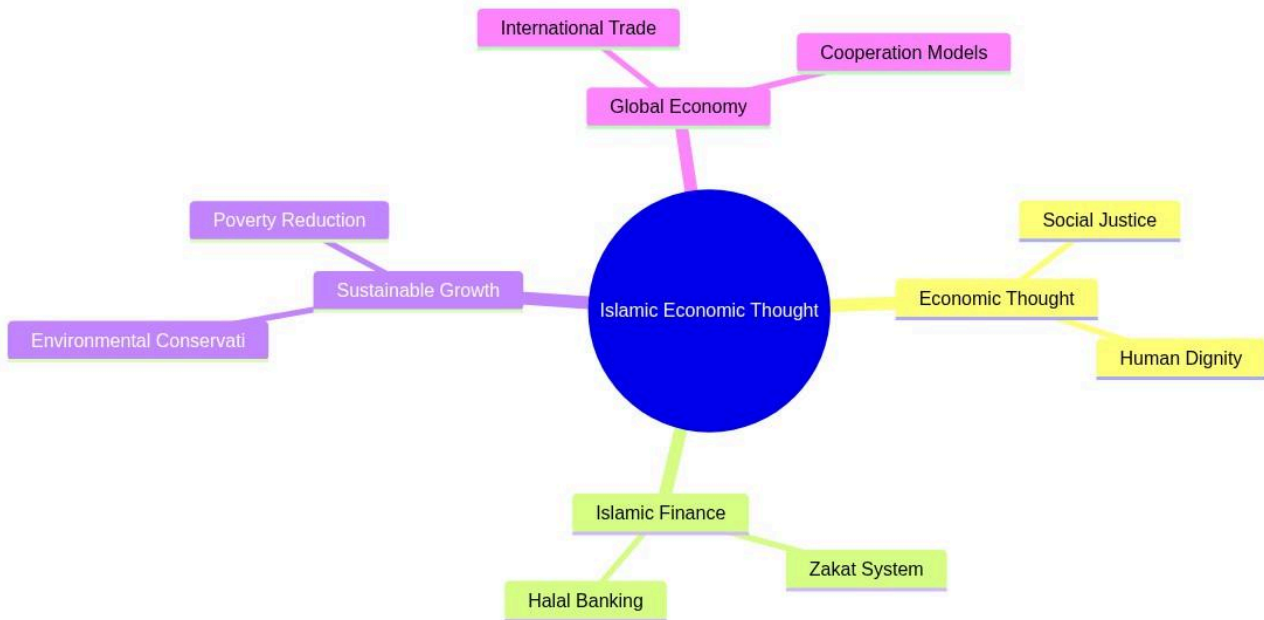 International Trade
Cooperation Models
Global Economy
Poverty Reduction
Social Justice
Sustainable Growth
Economic Thought
Islamic Economic Thought
Environmental Conservati
Human Dignity
Islamic Finance
Zakat System
Halal Banking